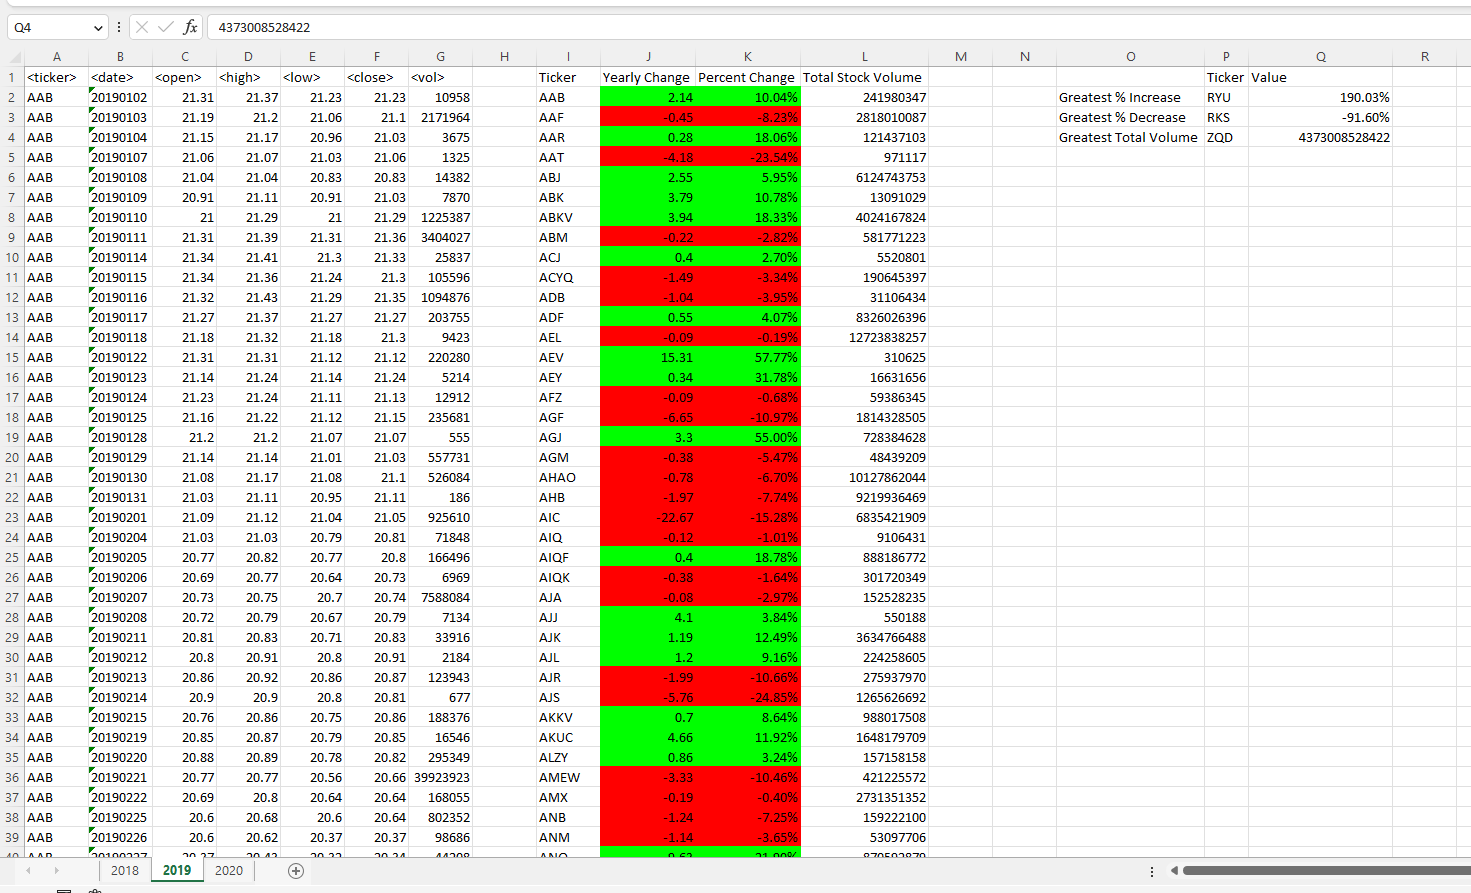 Q4 fx 4373008528422
A B C D E F G H I J K L M N O P Q R
1 <ticker> <date> <open> <high> <low> <close> <vol> Ticker Yearly Change Percent Change Total Stock Volume Ticker Value
2 AAB 20190102 21.31 21.37 21.23 21.23 10958 AAB 2.14 10.04% 241980347 Greatest % Increase RYU 190.03%
3 AAB 20190103 21.19 21.2 21.06 21.1 2171964 AAF -0.45 -8.23% 2818010087 Greatest % Decrease RKS -91.60%
4 AAB 20190104 21.15 21.17 20.96 21.03 3675 AAR 0.28 18.06% 121437103 Greatest Total Volume ZQD 4373008528422
5 AAB 20190107 21.06 21.07 21.03 21.06 1325 AAT -4.18 -23.54% 971117
6 AAB 20190108 21.04 21.04 20.83 20.83 14382 ABJ 2.55 5.95% 6124743753
7 AAB 20190109 20.91 21.11 20.91 21.03 7870 ABK 3.79 10.78% 13091029
8 AAB 20190110 21 21.29 21 21.29 1225387 ABKV 3.94 18.33% 4024167824
9 AAB 20190111 21.31 21.39 21.31 21.36 3404027 ABM -0.22 -2.82% 581771223
10 AAB 20190114 21.34 21.41 21.3 21.33 25837 ACJ 0.4 2.70% 5520801
11 AAB 20190115 21.34 21.36 21.24 21.3 105596 ACYQ -1.49 -3.34% 190645397
12 AAB 20190116 21.32 21.43 21.29 21.35 1094876 ADB -1.04 -3.95% 31106434
13 AAB 20190117 21.27 21.37 21.27 21.27 203755 ADF 0.55 4.07% 8326026396
14 AAB 20190118 21.18 21.32 21.18 21.3 9423 AEL -0.09 -0.19% 12723838257
15 AAB 20190122 21.31 21.31 21.12 21.12 220280 AEV 15.31 57.77% 310625
16 AAB 20190123 21.14 21.24 21.14 21.24 5214 AEY 0.34 31.78% 16631656
17 AAB 20190124 21.23 21.24 21.11 21.13 12912 AFZ -0.09 -0.68% 59386345
18 AAB 20190125 21.16 21.22 21.12 21.15 235681 AGF -6.65 -10.97% 1814328505
19 AAB 20190128 21.2 21.2 21.07 21.07 555 AGJ 3.3 55.00% 728384628
20 AAB 20190129 21.14 21.14 21.01 21.03 557731 AGM -0.38 -5.47% 48439209
21 AAB 20190130 21.08 21.17 21.08 21.1 526084 AHAO -0.78 -6.70% 10127862044
22 AAB 20190131 21.03 21.11 20.95 21.11 186 AHB -1.97 -7.74% 9219936469
23 AAB 20190201 21.09 21.12 21.04 21.05 925610 AIC -22.67 -15.28% 6835421909
24 AAB 20190204 21.03 21.03 20.79 20.81 71848 AIQ -0.12 -1.01% 9106431
25 AAB 20190205 20.77 20.82 20.77 20.8 166496 AIQF 0.4 18.78% 888186772
26 AAB 20190206 20.69 20.77 20.64 20.73 6969 AIQK -0.38 -1.64% 301720349
27 AAB 20190207 20.73 20.75 20.7 20.74 7588084 AJA -0.08 -2.97% 152528235
28 AAB 20190208 20.72 20.79 20.67 20.79 7134 AJJ 4.1 3.84% 550188
29 AAB 20190211 20.81 20.83 20.71 20.83 33916 AJK 1.19 12.49% 3634766488
30 AAB 20190212 20.8 20.91 20.8 20.91 2184 AJL 1.2 9.16% 224258605
31 AAB 20190213 20.86 20.92 20.86 20.87 123943 AJR -1.99 -10.66% 275937970
32 AAB 20190214 20.9 20.9 20.8 20.81 677 AJS -5.76 -24.85% 1265626692
33 AAB 20190215 20.76 20.86 20.75 20.86 188376 AKKV 0.7 8.64% 988017508
34 AAB 20190219 20.85 20.87 20.79 20.85 16546 AKUC 4.66 11.92% 1648179709
35 AAB 20190220 20.88 20.89 20.78 20.82 295349 ALZY 0.86 3.24% 157158158
36 AAB 20190221 20.77 20.77 20.56 20.66 39923923 AMEW -3.33 -10.46% 421225572
37 AAB 20190222 20.69 20.8 20.64 20.64 168055 AMX -0.19 -0.40% 2731351352
38 AAB 20190225 20.6 20.68 20.6 20.64 802352 ANB -1.24 -7.25% 159222100
39 AAB 20190226 20.6 20.62 20.37 20.37 98686 ANM -1.14 -3.65% 53097706
2018 2019 2020